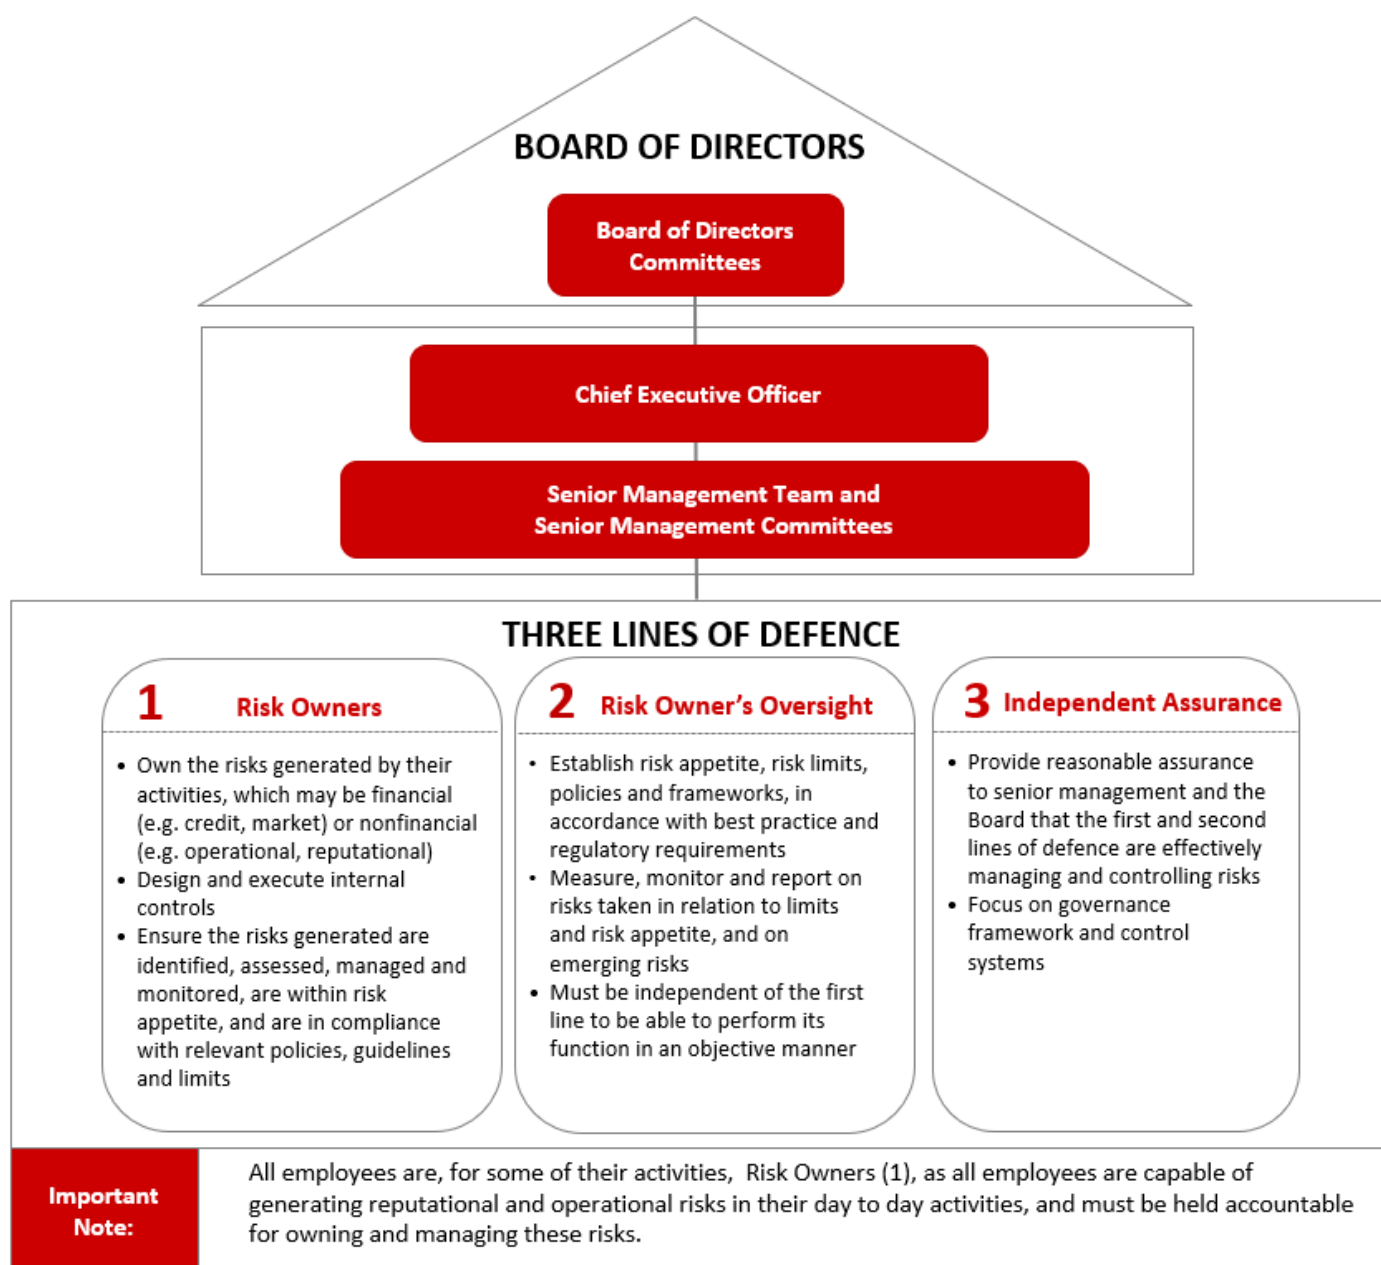 BOARD OF DIRECTORS
Board of Directors
Committees
Chief Executive Officer
Senior Management Team and
Senior Management Committees
THREE LINES OF DEFENCE
1 Risk Owners
• Own the risks generated by their
activities, which may be financial
(e.g. credit, market) or nonfinancial
(e.g. operational, reputational)
• Design and execute internal
controls
• Ensure the risks generated are
identified, assessed, managed and
monitored, are within risk
appetite, and are in compliance
with relevant policies, guidelines
and limits
2 Risk Owner's Oversight
• Establish risk appetite, risk limits,
policies and frameworks, in
accordance with best practice and
regulatory requirements
• Measure, monitor and report on
risks taken in relation to limits
and risk appetite, and on
emerging risks
• Must be independent of the first
line to be able to perform its
function in an objective manner
3 Independent Assurance
• Provide reasonable assurance
to senior management and the
Board that the first and second
lines of defence are effectively
managing and controlling risks
• Focus on governance
framework and control
systems
Important
Note:
All employees are, for some of their activities, Risk Owners (1), as all employees are capable of
generating reputational and operational risks in their day to day activities, and must be held accountable
for owning and managing these risks.